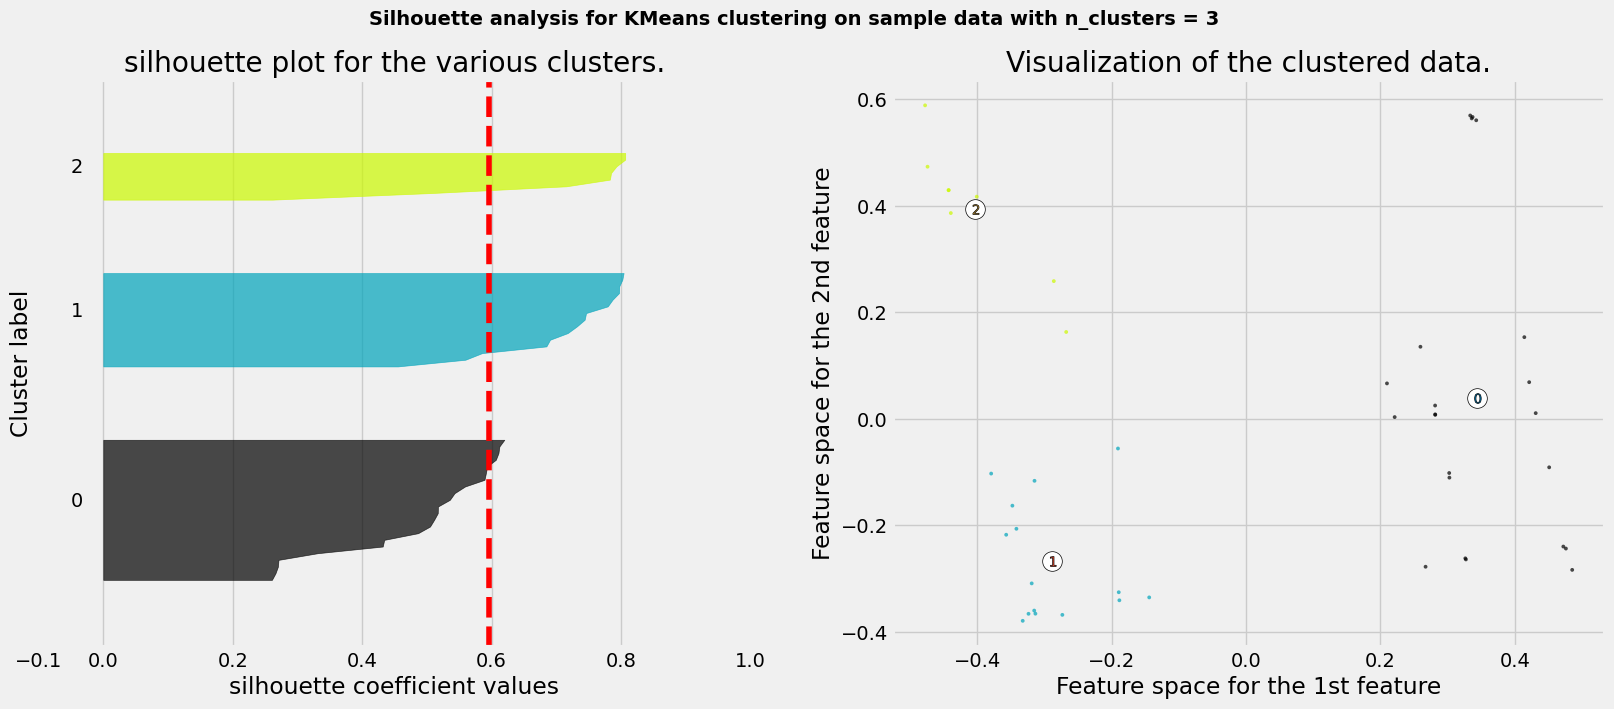 Silhouette analysis for KMeans clustering on sample data with n_clusters = 3
silhouette plot for the various clusters.
2
1
0
Cluster label
−0.1 0.0 0.2 0.4 0.6 0.8 1.0
silhouette coefficient values
Visualization of the clustered data.
0.6
0.4
0.2
0.0
−0.2
−0.4
Feature space for the 2nd feature
2
0
1
−0.4 −0.2 0.0 0.2 0.4
Feature space for the 1st feature